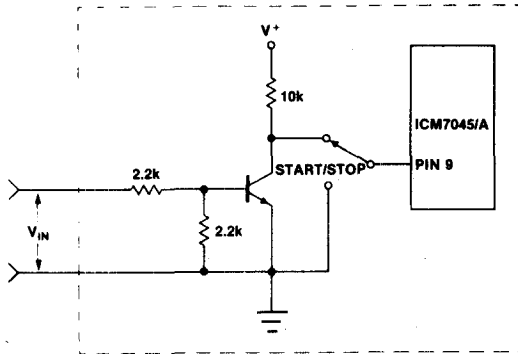 V+
10k
ICM7045/A
2.2k
START/STOP
PIN 9
VIN
2.2k